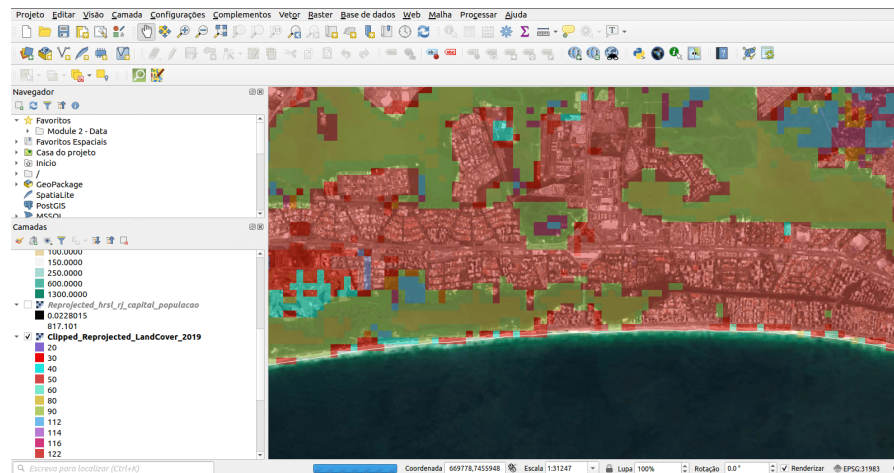 Projeto Editar Visão Camada Configurações Complementos Vetor Raster Base de dados Web Malha Processar Ajuda
Navegador
Favoritos
Module 2 - Data
Favoritos Espaciais
Casa do projeto
Início
/
GeoPackage
SpatiaLite
PostGIS
MSSQL
Camadas
100.0000
150.0000
250.0000
600.0000
1300.0000
Reprojected_hrsl_rj_capital_populacao
0.0228015
817.101
Clipped_Reprojected_LandCover_2019
20
30
40
50
60
80
90
112
114
116
122
Escreva para localizar (Ctrl+K)
Coordenada 669778,7455948 Escala 1:31247 Lupa 100% Rotação 0.0 ° Renderizar EPSG:31983